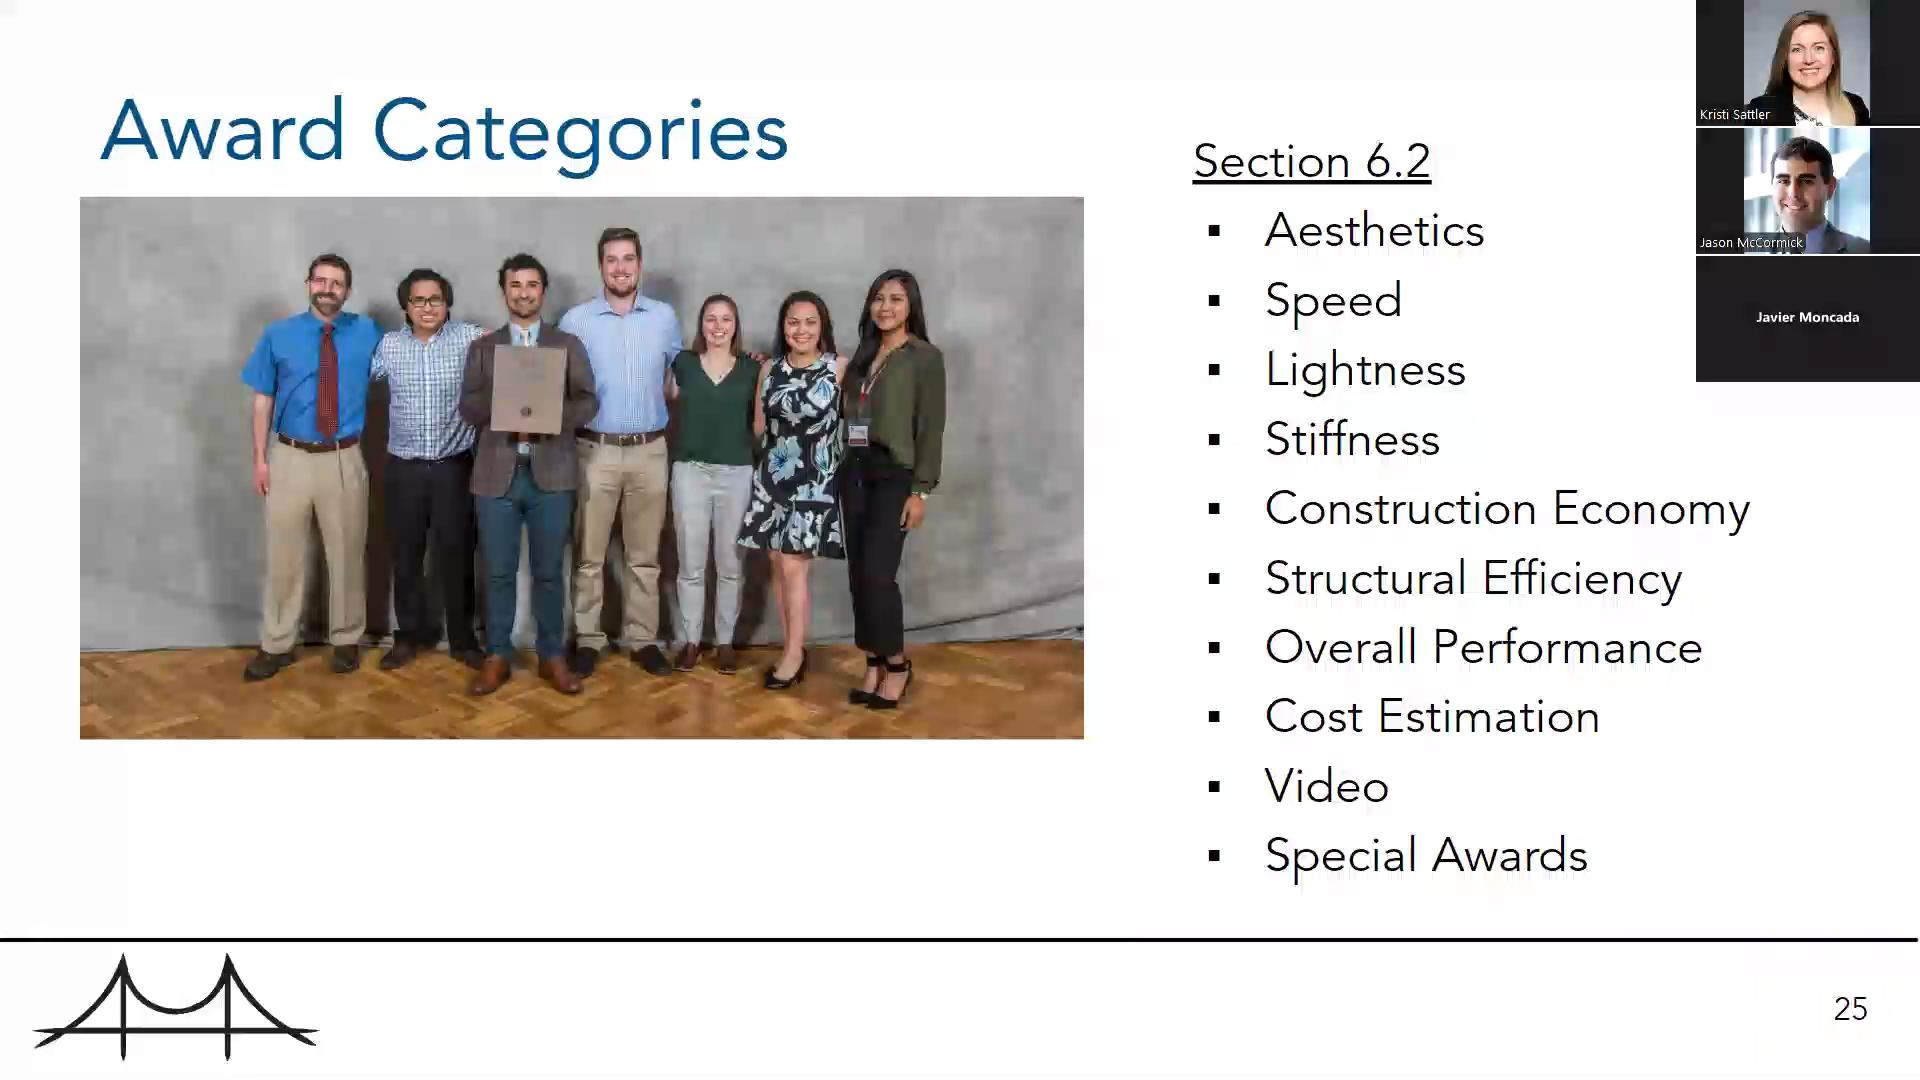 Award Categories
Section 6.2
▪ Aesthetics
▪ Speed
▪ Lightness
▪ Stiffness
▪ Construction Economy
▪ Structural Efficiency
▪ Overall Performance
▪ Cost Estimation
▪ Video
▪ Special Awards
Kristi Sattler
Jason McCormick
Javier Moncada
25